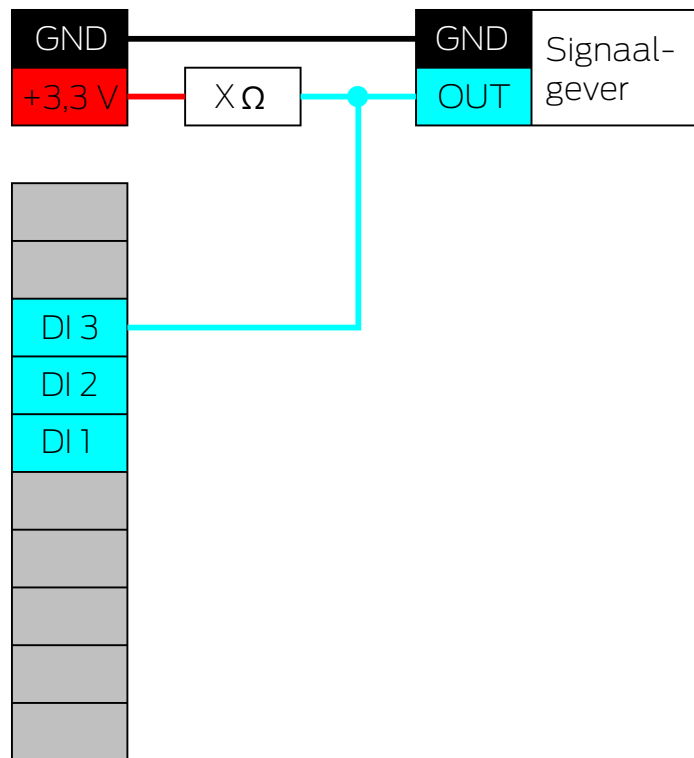 GND
GND
Signaal-
gever
+3,3 V
X Ω
OUT
DI 3
DI 2
DI 1